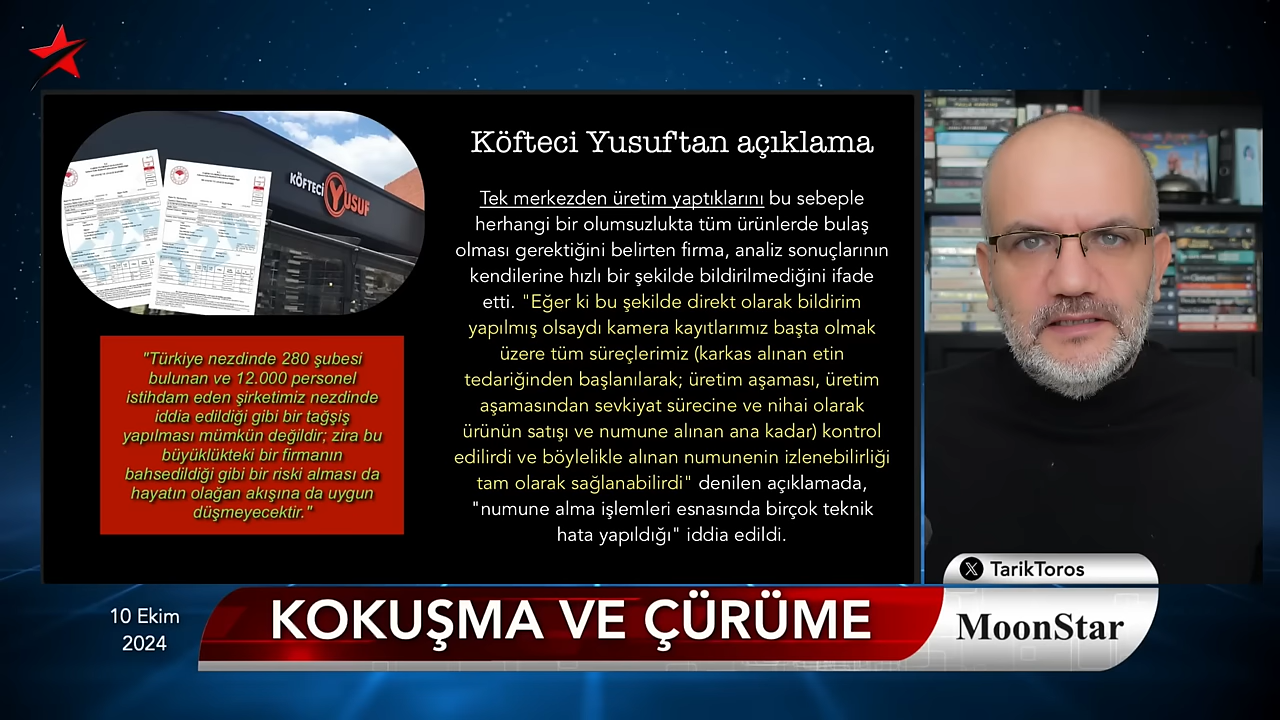 KÖFTECİ YUSUF
Köfteci Yusuf'tan açıklama
Tek merkezden üretim yaptıklarını bu sebeple
herhangi bir olumsuzlukta tüm ürünlerde bulaş
olması gerektiğini belirten firma, analiz sonuçlarının
kendilerine hızlı bir şekilde bildirilmediğini ifade
etti. "Eğer ki bu şekilde direkt olarak bildirim
yapılmış olsaydı kamera kayıtlarımız başta olmak
üzere tüm süreçlerimiz (karkas alınan etin
tedariğinden başlanılarak; üretim aşaması, üretim
aşamasından sevkiyat sürecine ve nihai olarak
ürünün satışı ve numune alınan ana kadar) kontrol
edilirdi ve böylelikle alınan numunenin izlenebilirliği
tam olarak sağlanabilirdi" denilen açıklamada,
"numune alma işlemleri esnasında birçok teknik
hata yapıldığı" iddia edildi.
"Türkiye nezdinde 280 şubesi
bulunan ve 12.000 personel
istihdam eden şirketimiz nezdinde
iddia edildiği gibi bir tağşiş
yapılması mümkün değildir; zira bu
büyüklükteki bir firmanın
bahsedildiği gibi bir riski alması da
hayatın olağan akışına da uygun
düşmeyecektir."
X TarikToros
10 Ekim
2024
KOKUŞMA VE ÇÜRÜME
MoonStar